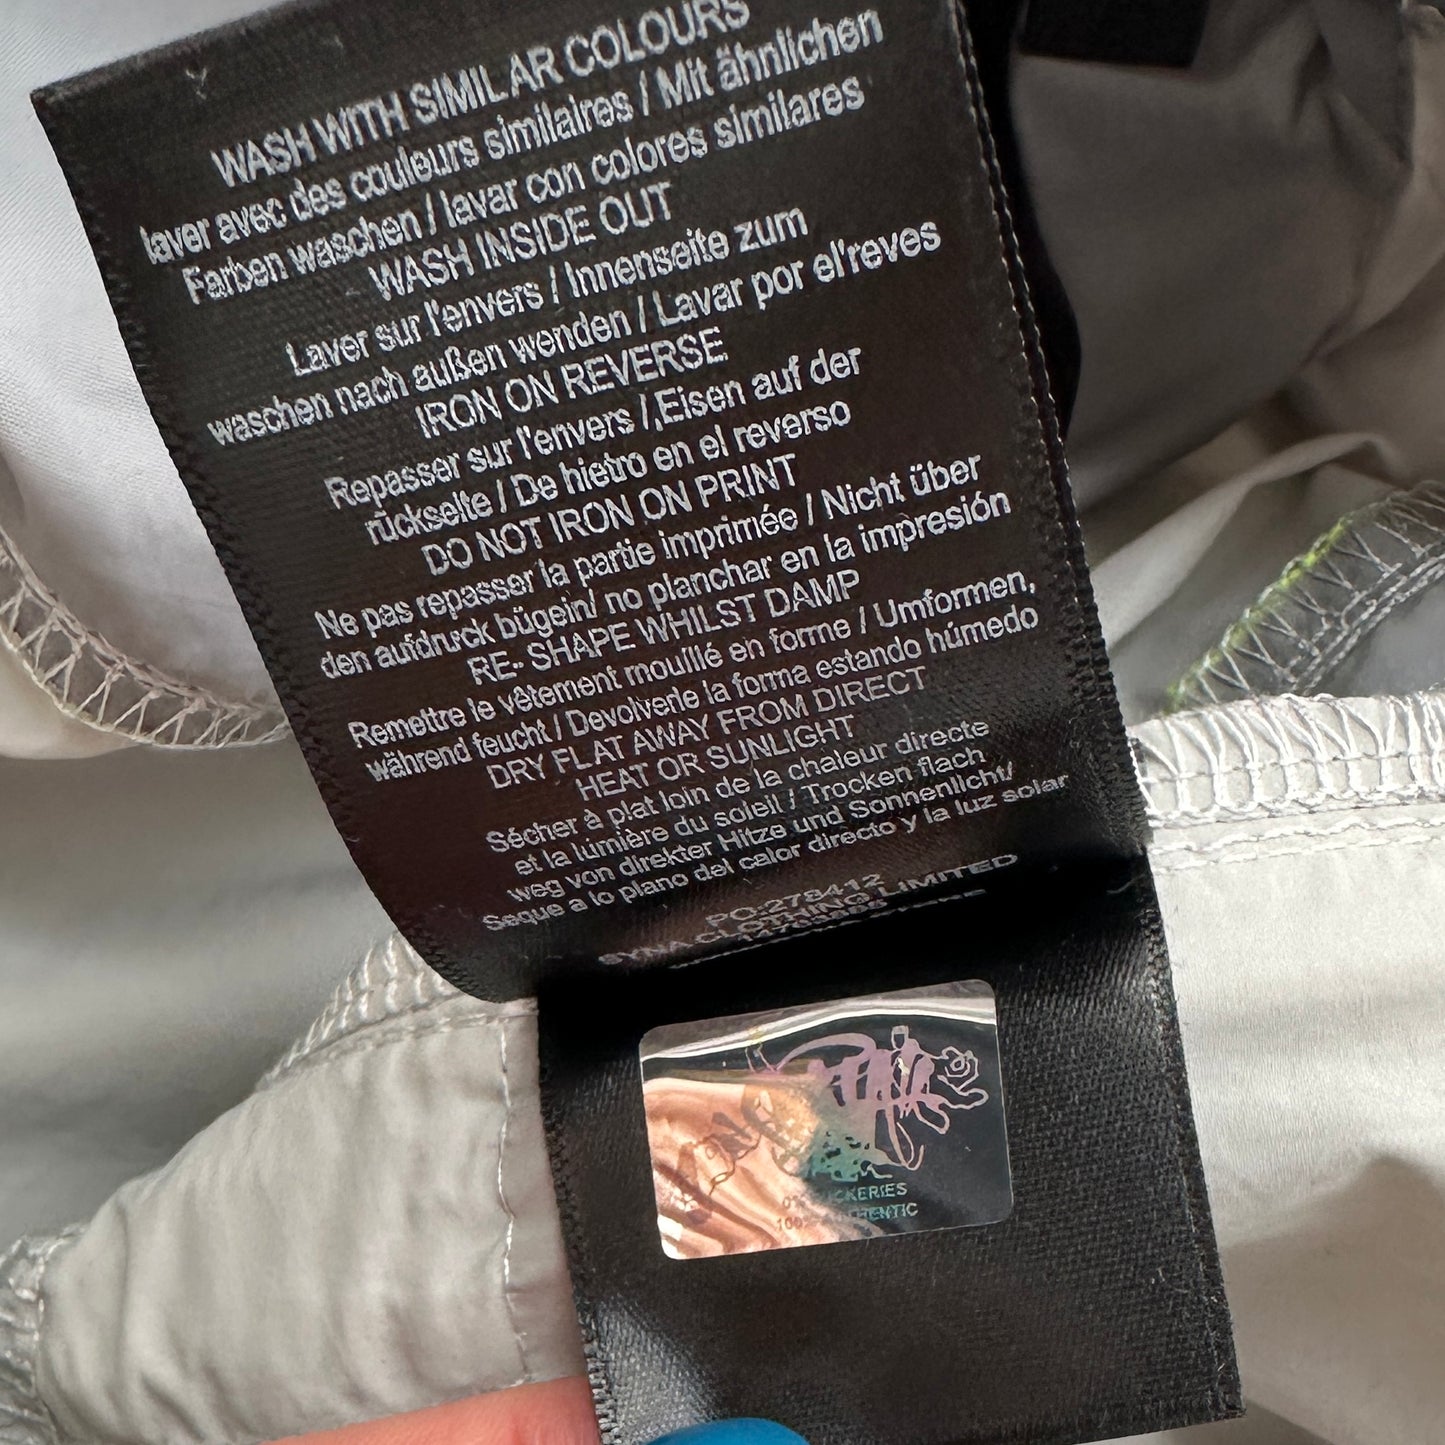 WASH WITH SIMILAR COLOURS
laver avec des couleurs similaires / Mit ähnlichen
Farben waschen / lavar con colores similares
WASH INSIDE OUT
Laver sur l'envers / Innenseite zum
waschen nach außen wenden / Lavar por el'reves
IRON ON REVERSE
Repasser sur l'envers /,Eisen auf der
rückseite / De hietro en el reverso
DO NOT IRON ON PRINT
Ne pas repasser la partie imprimée / Nicht über
den aufdruck bügein/ no planchar en la impresión
RE- SHAPE WHILST DAMP
Remettre le vêtement mouillé en forme / Umformen,
während feucht / Devolverle la forma estando húmedo
DRY FLAT AWAY FROM DIRECT
HEAT OR SUNLIGHT
Sécher à plat loin de la chaleur directe
et la lumière du soleil / Trocken flach
weg von direkter Hitze und Sonnenlicht/
Seque a lo plano del calor directo y la luz solar
PO:278412
CLOTHING LIMITED